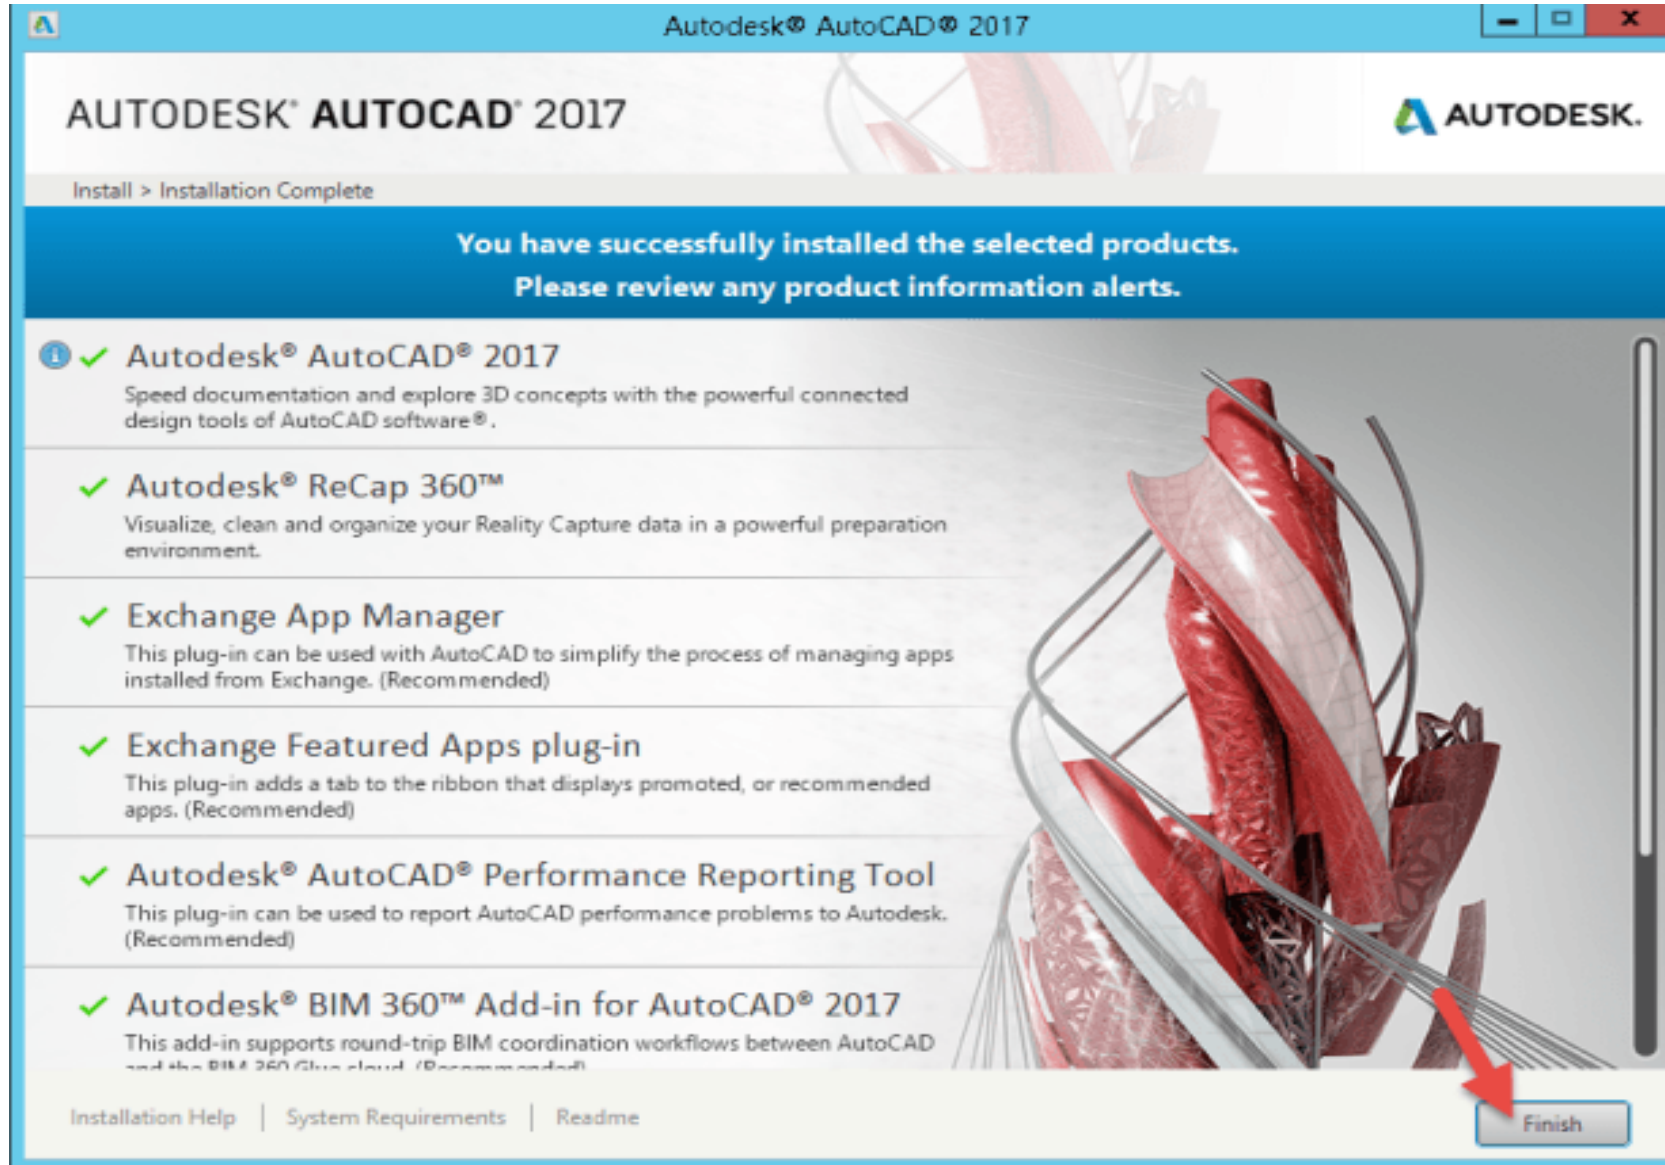 Autodesk® AutoCAD® 2017
AUTODESK® AUTOCAD® 2017
AUTODESK.
Install > Installation Complete
You have successfully installed the selected products.
Please review any product information alerts.
Autodesk® AutoCAD® 2017
Speed documentation and explore 3D concepts with the powerful connected
design tools of AutoCAD software®.
Autodesk® ReCap 360™
Visualize, clean and organize your Reality Capture data in a powerful preparation
environment.
Exchange App Manager
This plug-in can be used with AutoCAD to simplify the process of managing apps
installed from Exchange. (Recommended)
Exchange Featured Apps plug-in
This plug-in adds a tab to the ribbon that displays promoted, or recommended
apps. (Recommended)
Autodesk® AutoCAD® Performance Reporting Tool
This plug-in can be used to report AutoCAD performance problems to Autodesk.
(Recommended)
Autodesk® BIM 360™ Add-in for AutoCAD® 2017
This add-in supports round-trip BIM coordination workflows between AutoCAD
and the BIM 360 Glue cloud. (Recommended)
Installation Help | System Requirements | Readme
Finish